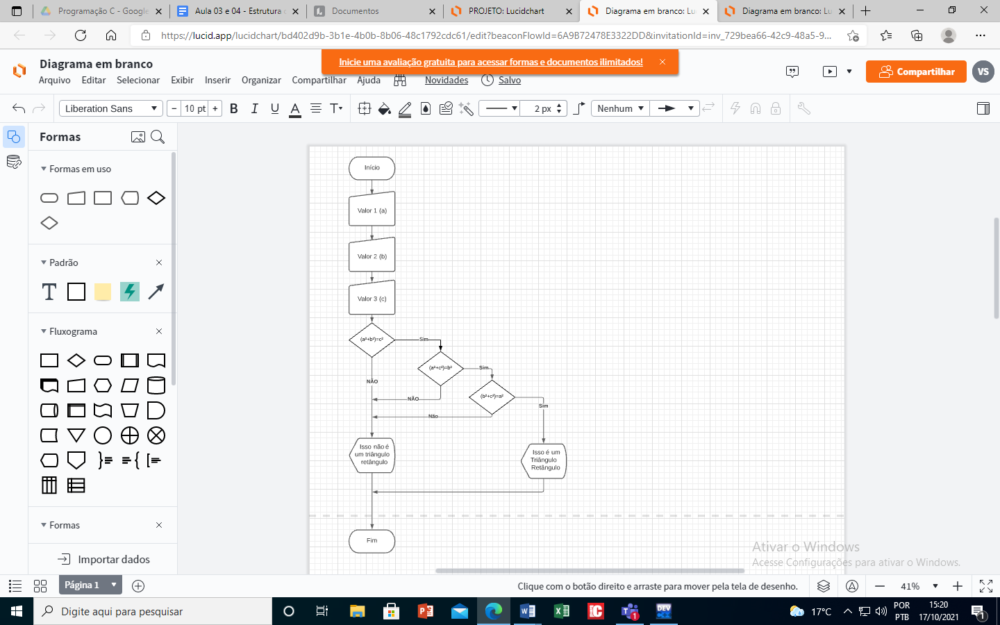 Programação C - Google
Aula 03 e 04 - Estrutura
Documentos
PROJETO: Lucidchart
Diagrama em branco: Lu
Diagrama em branco: Lu
https://lucid.app/lucidchart/bd402d9b-3b1e-4b0b-8b06-48c1792cdc61/edit?beaconFlowId=6A9B72478E3322DD&invitationId=inv_729bea66-42c9-48a5-9...
Diagrama em branco
Inicie uma avaliação gratuita para acessar formas e documentos ilimitados!
Arquivo Editar Selecionar Exibir Inserir Organizar Compartilhar Ajuda Novidades Salvo
Compartilhar
VS
Liberation Sans
10 pt
B I U A T
2 px
Nenhum
Formas
Formas em uso
Padrão
T
Fluxograma
Formas
Importar dados
Início
Valor 1 (a)
Valor 2 (b)
Valor 3 (c)
(a²+b²)=c²
Sim
(a²+c²)=b²
Sim
NÃO
(b²+c²)=a²
NÃO
Sim
Não
Isso não é
um triângulo
retângulo
Isso é um
Triângulo
Retângulo
Fim
Ativar o Windows
Acesse Configurações para ativar o Windows.
Página 1
Clique com o botão direito e arraste para mover pela tela de desenho.
41%
Digite aqui para pesquisar
DEV
1
17°C
POR
PTB
15:20
17/10/2021
1